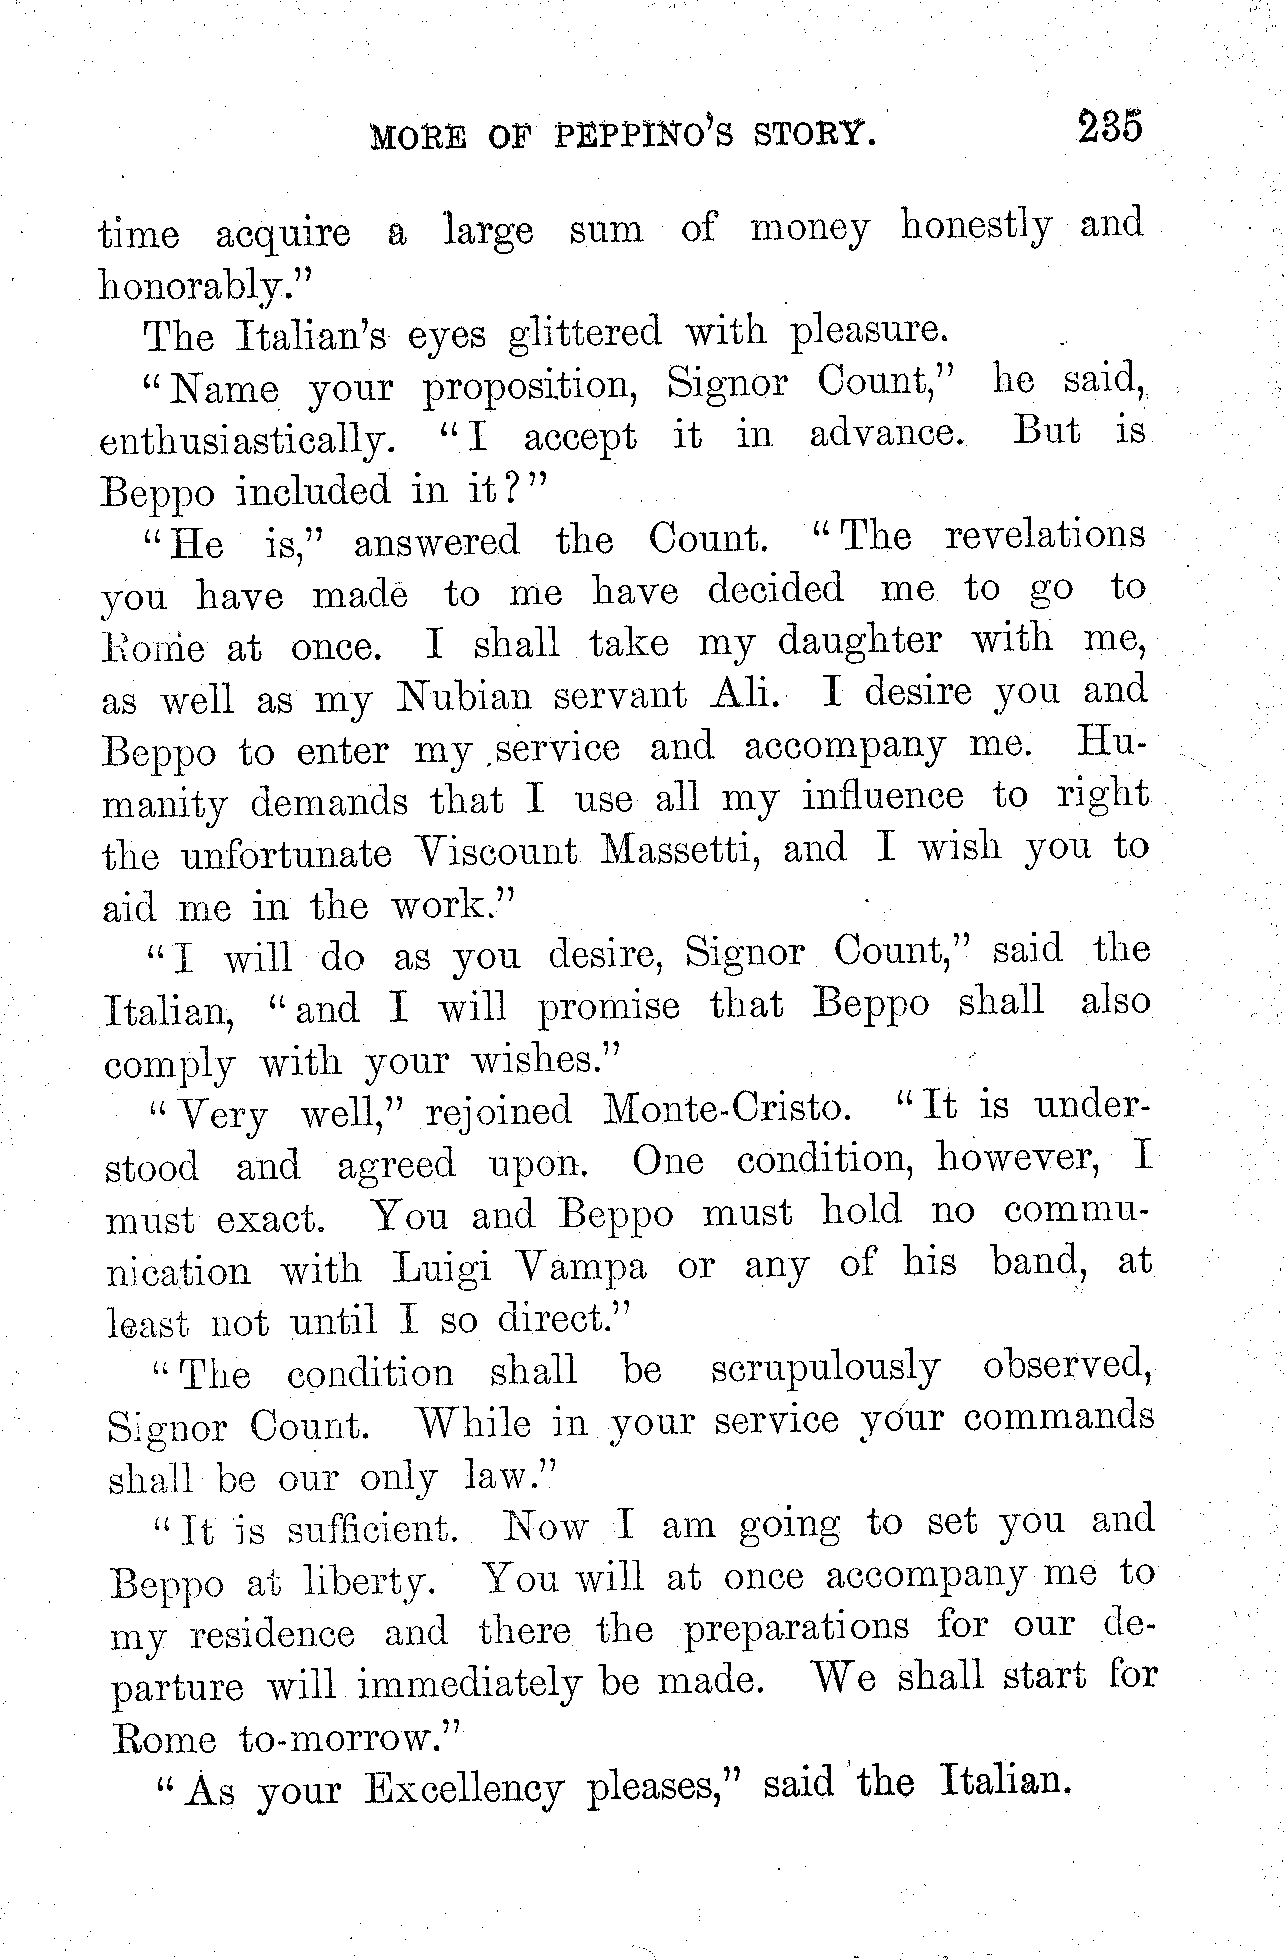 MORE OF PEPPINO'S STORY. 235
time acquire a large sum of money honestly and
honorably."
The Italian's eyes glittered with pleasure.
"Name your proposition, Signor Count," he said,
enthusiastically. "I accept it in advance. But is
Beppo included in it?"
"He is," answered the Count. "The revelations
you have made to me have decided me to go to
Rome at once. I shall take my daughter with me,
as well as my Nubian servant Ali. I desire you and
Beppo to enter my service and accompany me. Hu-
manity demands that I use all my influence to right
the unfortunate Viscount Massetti, and I wish you to
aid me in the work."
"I will do as you desire, Signor Count," said the
Italian, "and I will promise that Beppo shall also
comply with your wishes."
"Very well," rejoined Monte-Cristo. "It is under-
stood and agreed upon. One condition, however, I
must exact. You and Beppo must hold no commu-
nication with Luigi Vampa or any of his band, at
least not until I so direct."
"The condition shall be scrupulously observed,
Signor Count. While in your service your commands
shall be our only law."
"It is sufficient. Now I am going to set you and
Beppo at liberty. You will at once accompany me to
my residence and there the preparations for our de-
parture will immediately be made. We shall start for
Rome to-morrow."
"As your Excellency pleases," said the Italian.